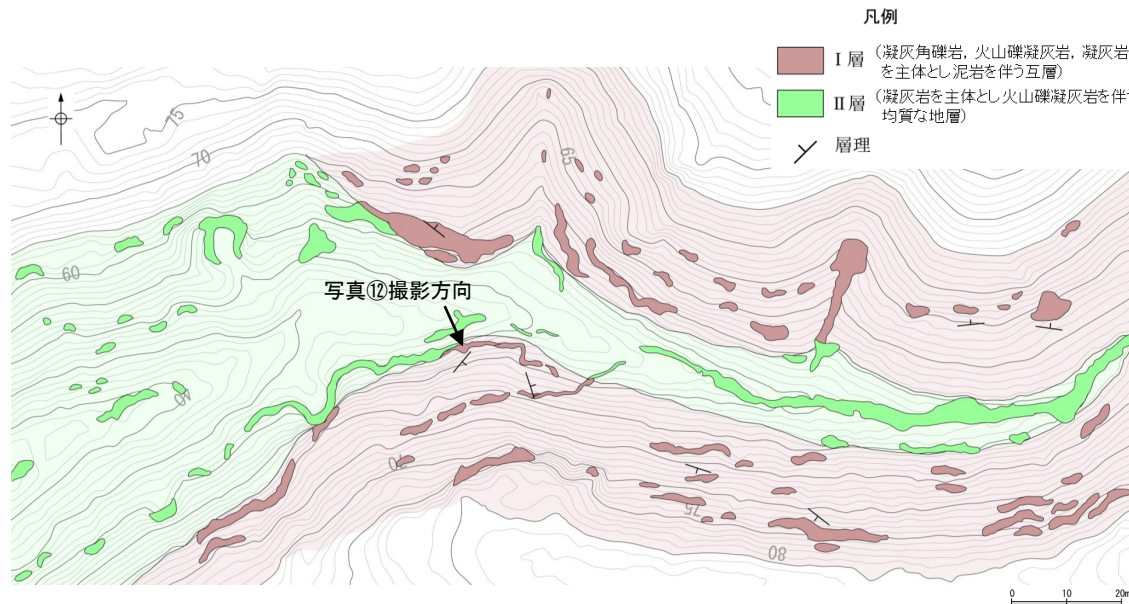 凡例
Ⅰ層 (凝灰角礫岩，火山礫凝灰岩，凝灰岩
を主体とし泥岩を伴う互層)
Ⅱ層 (凝灰岩を主体とし火山礫凝灰岩を伴
均質な地層)
層理
75
70
65
60
写真⑫撮影方向
40
70
75
80
0 10 20m